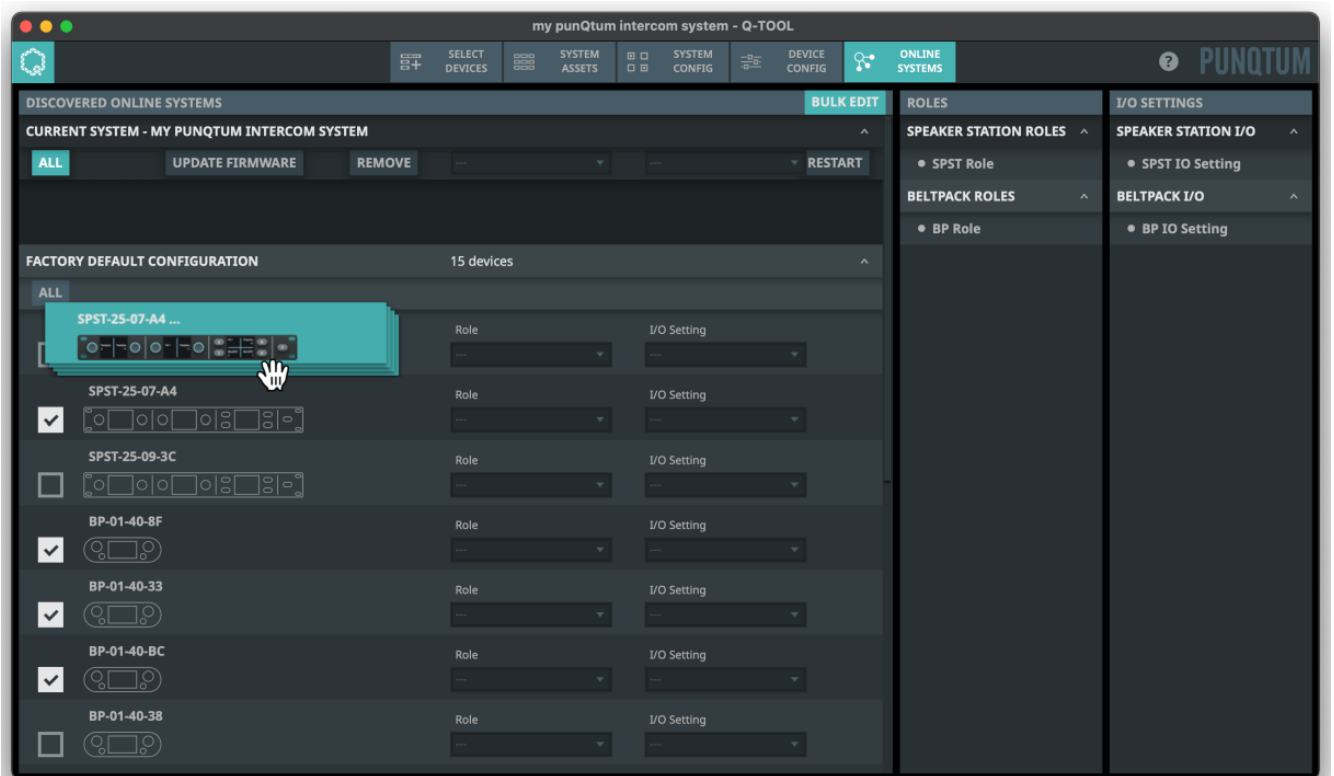 my punQtum intercom system - Q-TOOL
SELECT DEVICES
SYSTEM ASSETS
SYSTEM CONFIG
DEVICE CONFIG
ONLINE SYSTEMS
?
PUNQTUM
DISCOVERED ONLINE SYSTEMS
BULK EDIT
ROLES
I/O SETTINGS
CURRENT SYSTEM - MY PUNQTUM INTERCOM SYSTEM
SPEAKER STATION ROLES
SPEAKER STATION I/O
ALL
UPDATE FIRMWARE
REMOVE
---
---
RESTART
SPST Role
SPST IO Setting
BELTPACK ROLES
BELTPACK I/O
BP Role
BP IO Setting
FACTORY DEFAULT CONFIGURATION
15 devices
ALL
SPST-25-07-A4 ...
Role
I/O Setting
---
---
SPST-25-07-A4
Role
I/O Setting
---
---
SPST-25-09-3C
Role
I/O Setting
---
---
BP-01-40-8F
Role
I/O Setting
---
---
BP-01-40-33
Role
I/O Setting
---
---
BP-01-40-BC
Role
I/O Setting
---
---
BP-01-40-38
Role
I/O Setting
---
---